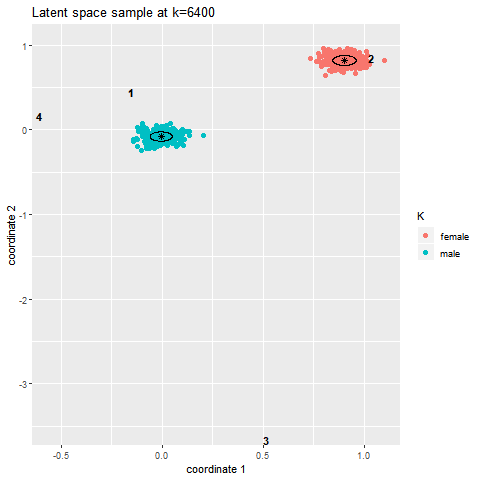 Latent space sample at k=6400
1
2
1
0
4
-1
-2
-3
3
-0.5
0.0
0.5
1.0
coordinate 1
coordinate 2
K
female
male